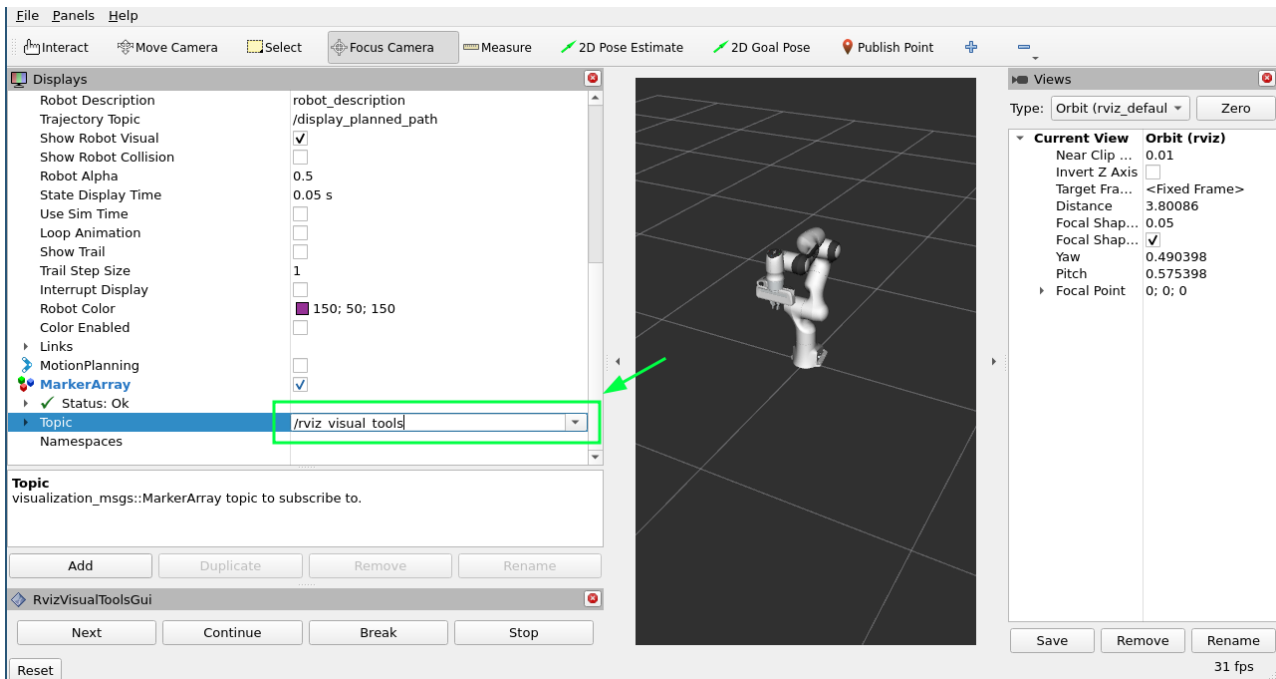 File Panels Help
Interact Move Camera Select Focus Camera Measure 2D Pose Estimate 2D Goal Pose Publish Point
Displays
Robot Description robot_description
Trajectory Topic /display_planned_path
Show Robot Visual
Show Robot Collision
Robot Alpha 0.5
State Display Time 0.05 s
Use Sim Time
Loop Animation
Show Trail
Trail Step Size 1
Interrupt Display
Robot Color 150; 50; 150
Color Enabled
Links
MotionPlanning
MarkerArray
Status: Ok
Topic /rviz_visual_tools
Namespaces
Topic
visualization_msgs::MarkerArray topic to subscribe to.
Add Duplicate Remove Rename
RvizVisualToolsGui
Next Continue Break Stop
Reset
Views
Type: Orbit (rviz_defaul Zero
Current View Orbit (rviz)
Near Clip ... 0.01
Invert Z Axis
Target Fra... <Fixed Frame>
Distance 3.80086
Focal Shap... 0.05
Focal Shap...
Yaw 0.490398
Pitch 0.575398
Focal Point 0; 0; 0
Save Remove Rename
31 fps